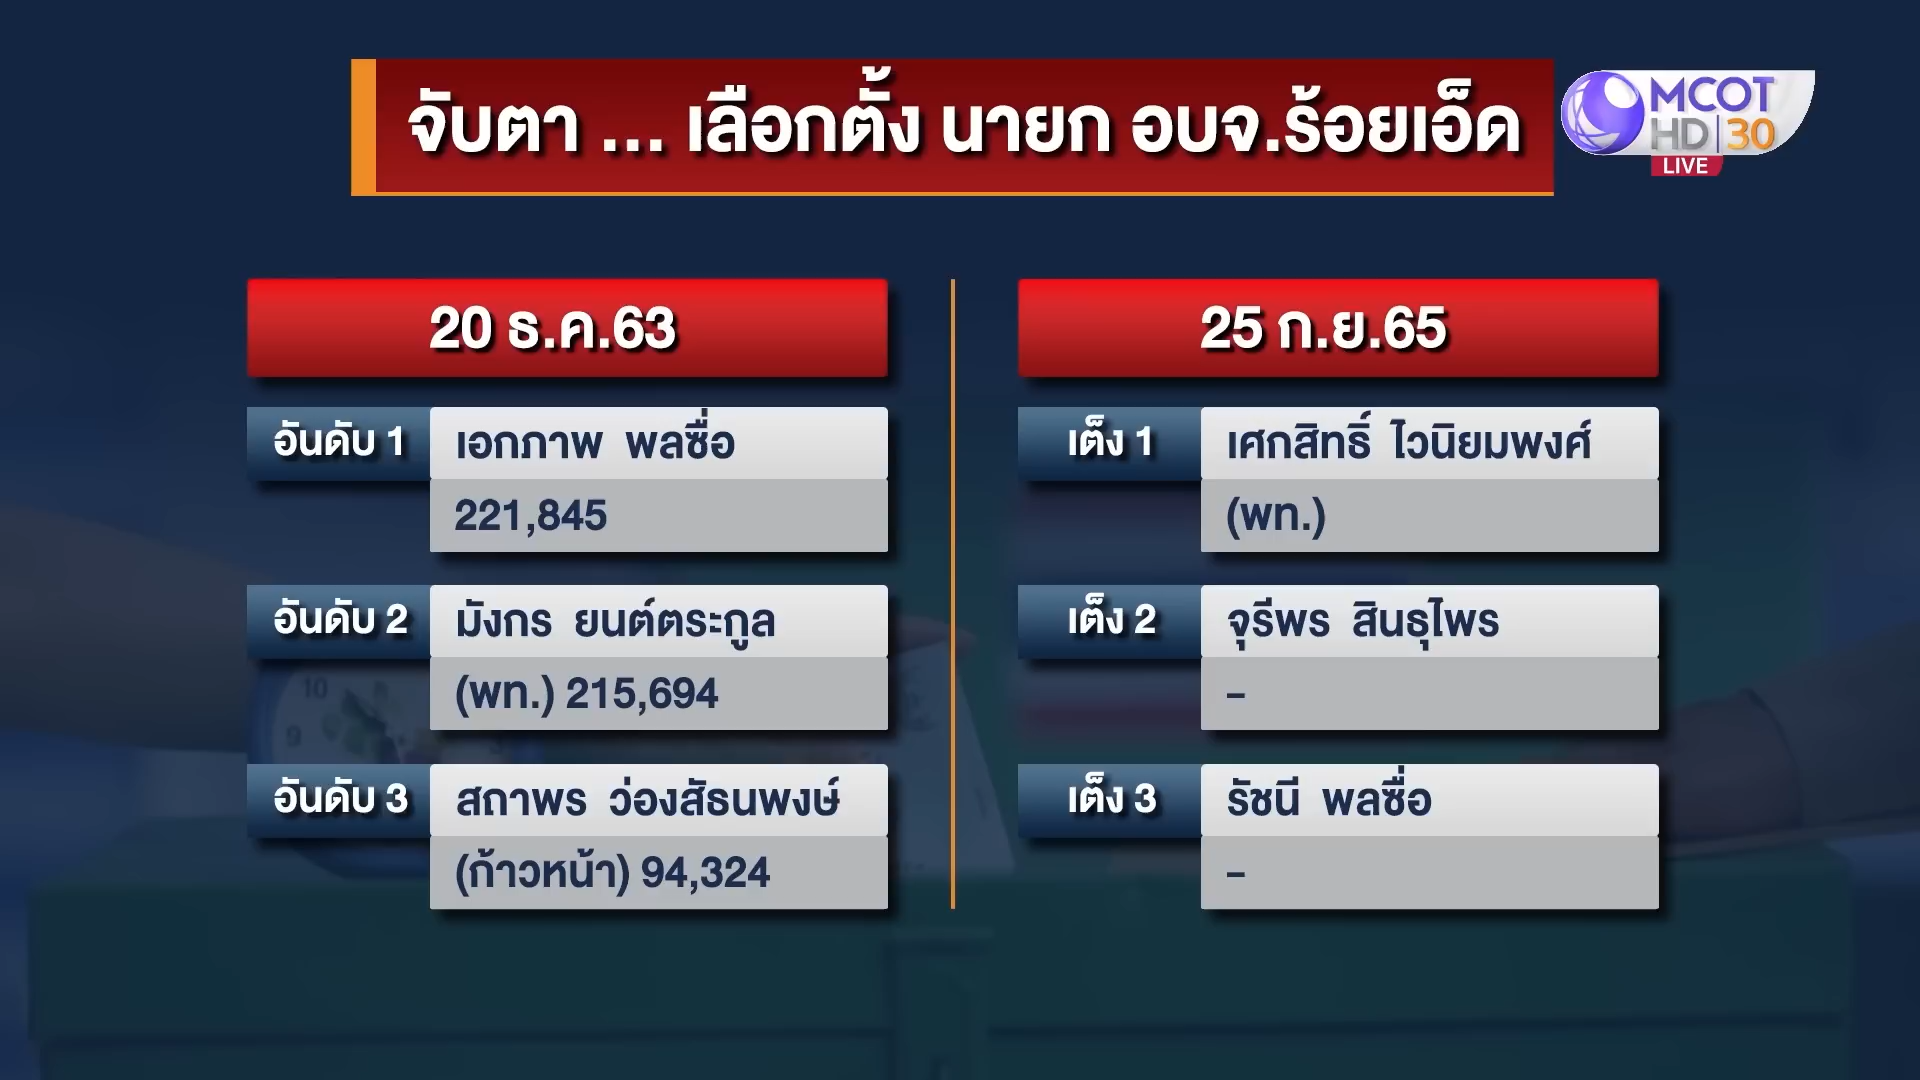 จับตา ... เลือกตั้ง นายก อบจ.ร้อยเอ็ด
MCOT
HD|30
LIVE
20 ธ.ค.63
อันดับ 1
เอกภาพ พลซื่อ
221,845
อันดับ 2
มังกร ยนต์ตระกูล
(พท.) 215,694
อันดับ 3
สถาพร ว่องสัธนพงษ์
(ก้าวหน้า) 94,324
25 ก.ย.65
เต็ง 1
เศกสิทธิ์ ไวนิยมพงศ์
(พท.)
เต็ง 2
จุรีพร สินธุไพร
-
เต็ง 3
รัชนี พลซื่อ
-
10
9